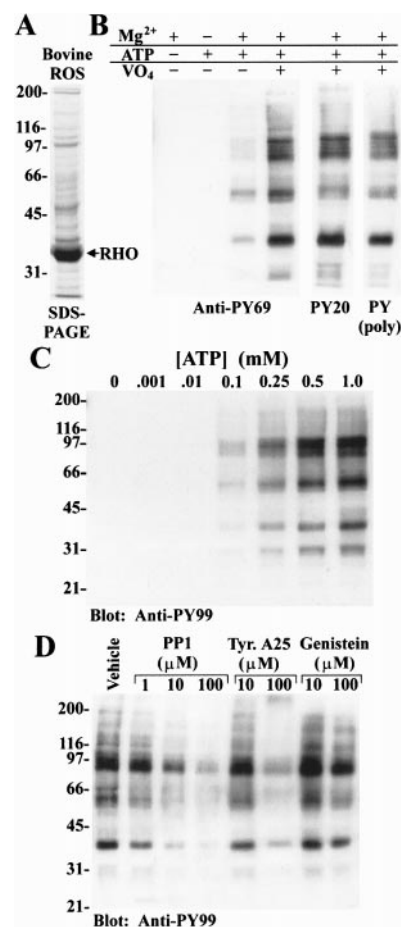 A
Bovine
ROS
200-
116-
97-
66-
45-
31-
RHO
SDS-
PAGE
B
Mg2+ + – + + + +
ATP – + + + + +
VO4 – – – + + +
Anti-PY69 PY20 PY
(poly)
C
[ATP] (mM)
0 .001 .01 0.1 0.25 0.5 1.0
200-
116-
97-
66-
45-
31-
21-
Blot: Anti-PY99
D
Vehicle
PP1 Tyr. A25 Genistein
(μM) (μM) (μM)
1 10 100 10 100 10 100
200-
116-
97-
66-
45-
31-
21-
Blot: Anti-PY99